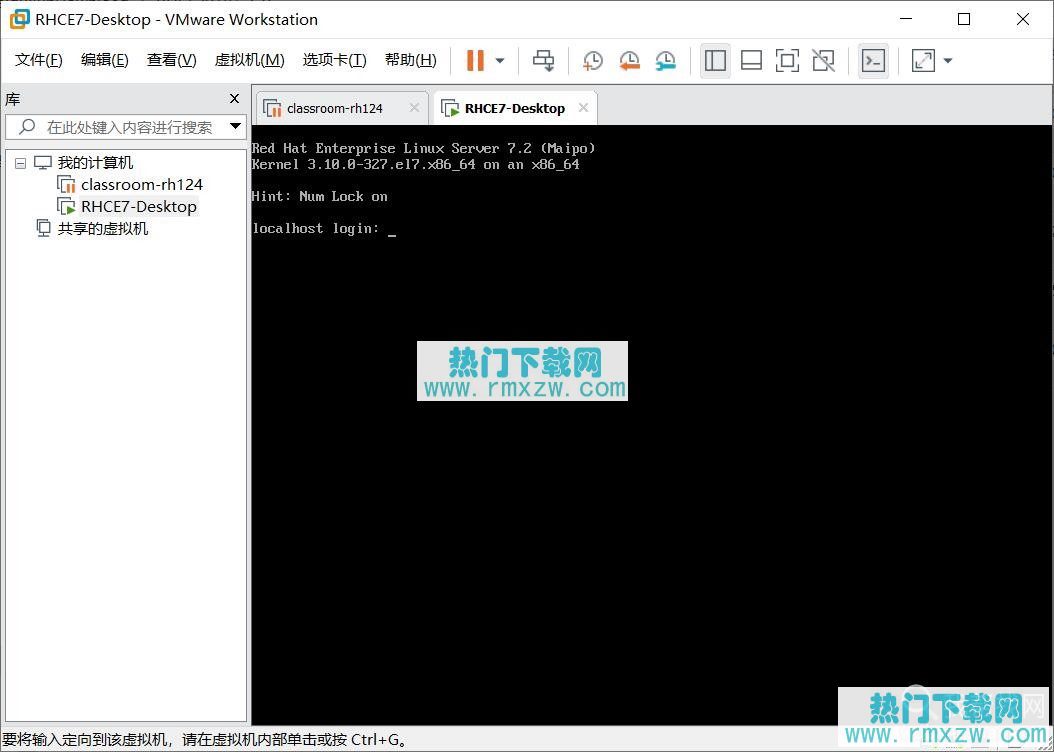 RHCE7-Desktop - VMware Workstation
文件(F) 编辑(E) 查看(V) 虚拟机(M) 选项卡(T) 帮助(H)
库
在此处键入内容进行搜索
我的计算机
classroom-rh124
RHCE7-Desktop
共享的虚拟机
classroom-rh124 RHCE7-Desktop
Red Hat Enterprise Linux Server 7.2 (Maipo)
Kernel 3.10.0-327.el7.x86_64 on an x86_64
Hint: Num Lock on
localhost login: _
热门下载网
www.rmxzw.com
热门下载网
www.rmxzw.com
要将输入定向到该虚拟机，请在虚拟机内部单击或按 Ctrl+G。